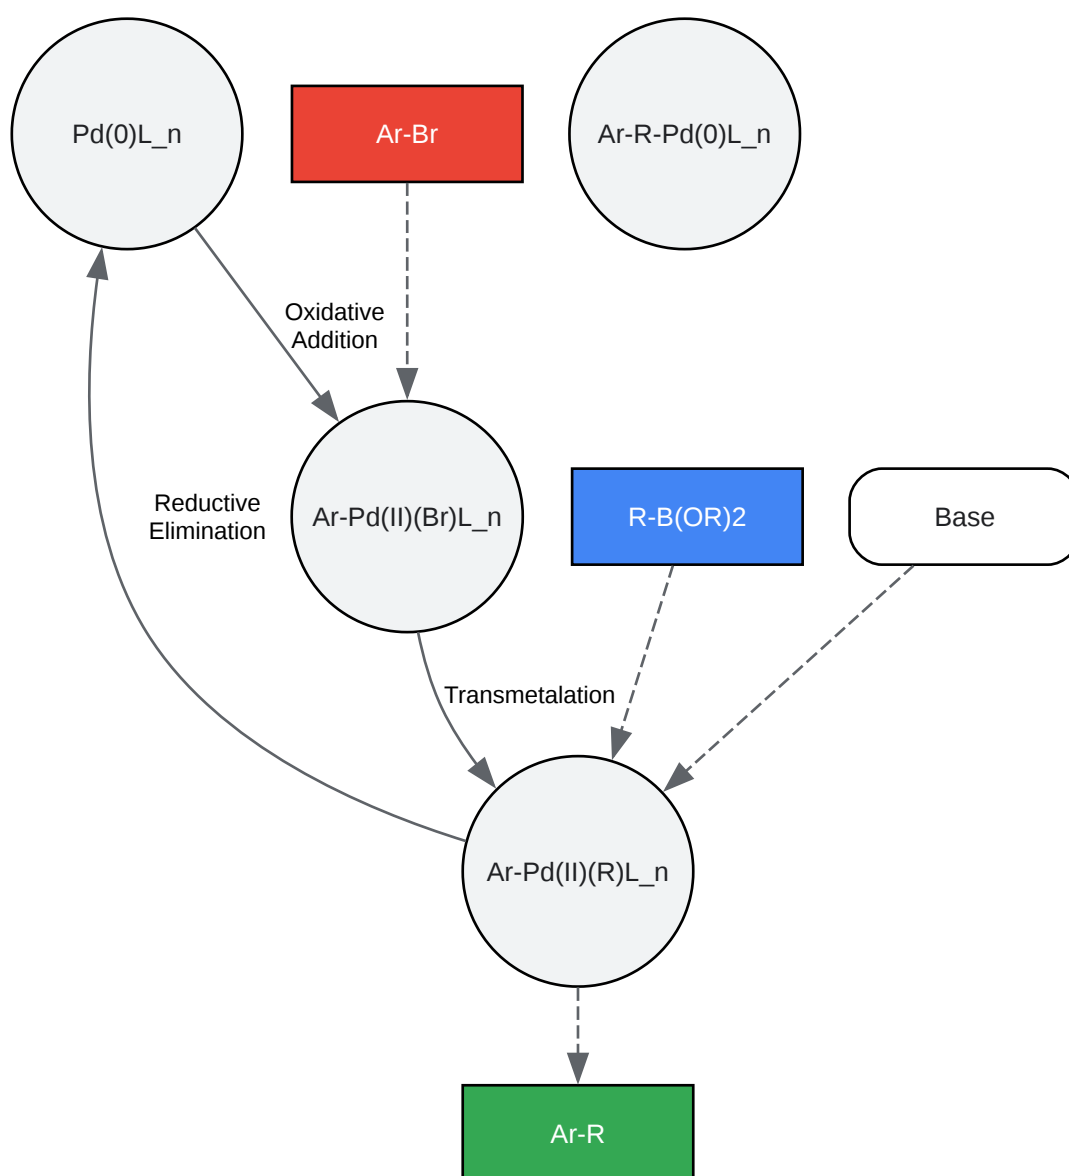 Pd(0)L_n
Ar-Br
Ar-R-Pd(0)L_n
Oxidative
Addition
Reductive
Elimination
Ar-Pd(II)(Br)L_n
R-B(OR)2
Base
Transmetalation
Ar-Pd(II)(R)L_n
Ar-R